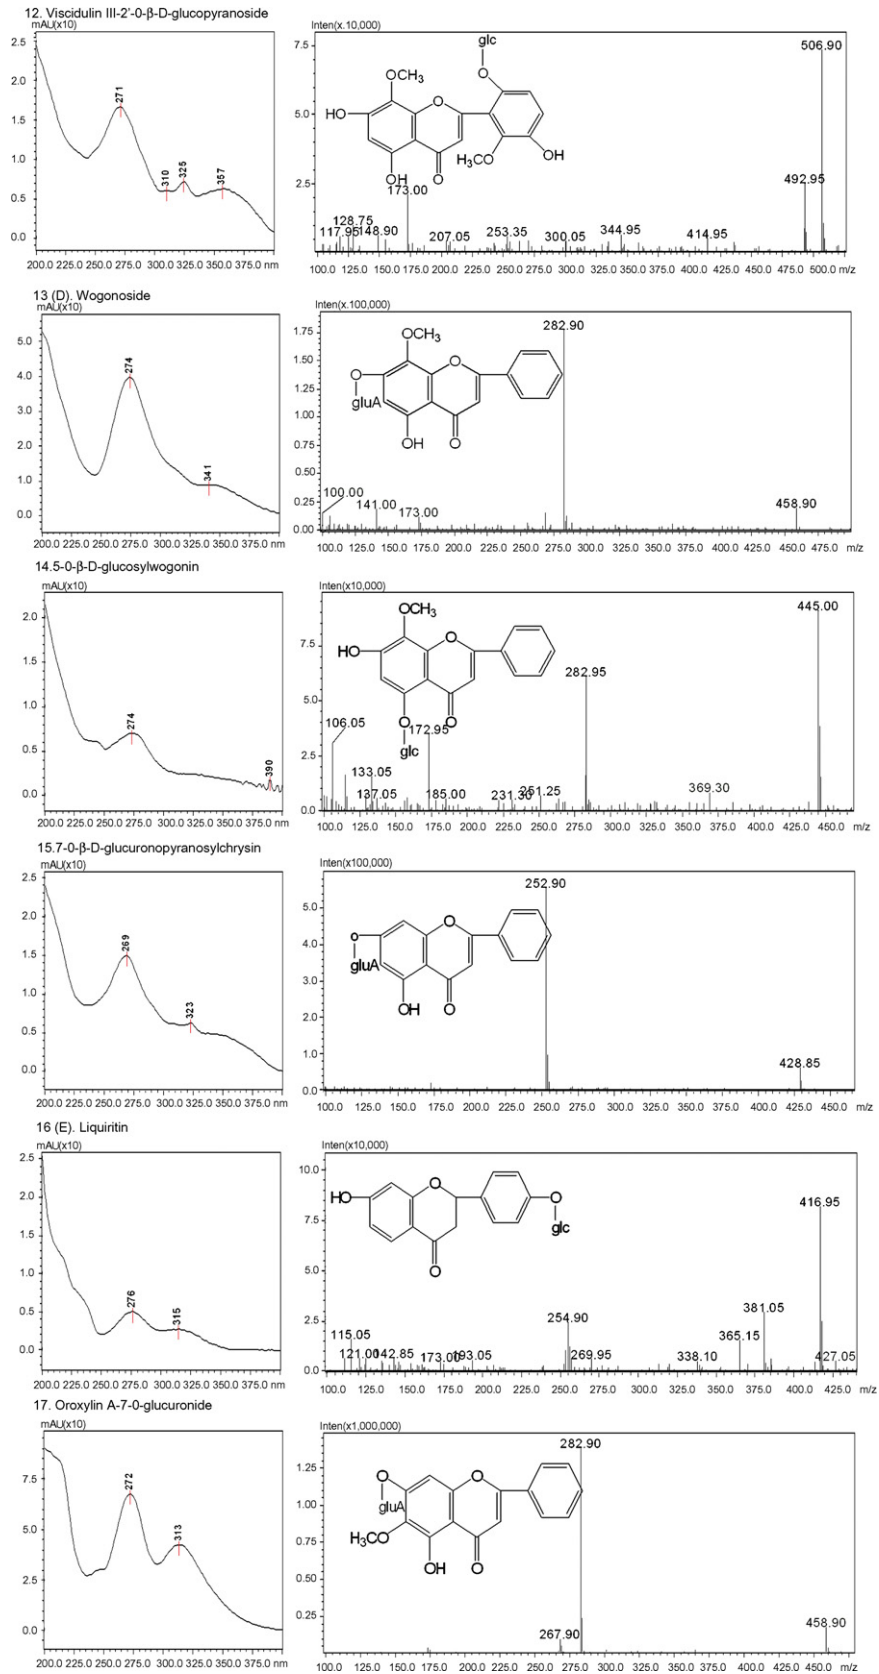 12. Viscidulin III-2'-0-β-D-glucopyranoside
mAU(x10)
2.5
2.0
1.5
1.0
0.5
0.0
271
310
325
357
200.0 225.0 250.0 275.0 300.0 325.0 350.0 375.0 nm
Inten(x.10,000)
7.5
5.0
2.5
506.90
492.95
173.00
128.75
117.95
148.90
207.05
253.35
300.05
344.95
414.95
glc
O
OCH3
HO
O
OH
O
H3CO
OH
100.0 125.0 150.0 175.0 200.0 225.0 250.0 275.0 300.0 325.0 350.0 375.0 400.0 425.0 450.0 475.0 500.0 m/z
13 (D). Wogonoside
mAU(x10)
5.0
4.0
3.0
2.0
1.0
0.0
274
341
200.0 225.0 250.0 275.0 300.0 325.0 350.0 375.0 nm
Inten(x.100,000)
1.75
1.50
1.25
1.00
0.75
0.50
0.25
0.00
282.90
100.00
141.00
173.00
458.90
OCH3
O
O
gluA
OH
O
100.0 125.0 150.0 175.0 200.0 225.0 250.0 275.0 300.0 325.0 350.0 375.0 400.0 425.0 450.0 475.0 m/z
14.5-0-β-D-glucosylwogonin
mAU(x10)
2.0
1.5
1.0
0.5
0.0
274
390
200.0 225.0 250.0 275.0 300.0 325.0 350.0 375.0 nm
Inten(x10,000)
7.5
5.0
2.5
0.0
445.00
282.95
106.05
172.95
133.05
137.05
185.00
231.30
251.25
369.30
OCH3
HO
O
O
O
glc
100.0 125.0 150.0 175.0 200.0 225.0 250.0 275.0 300.0 325.0 350.0 375.0 400.0 425.0 450.0 m/z
15.7-0-β-D-glucuronopyranosylchrysin
mAU(x10)
2.5
2.0
1.5
1.0
0.5
0.0
269
323
200.0 225.0 250.0 275.0 300.0 325.0 350.0 375.0 nm
Inten(x100,000)
5.0
4.0
3.0
2.0
1.0
0.0
252.90
428.85
o
gluA
O
OH
O
100.0 125.0 150.0 175.0 200.0 225.0 250.0 275.0 300.0 325.0 350.0 375.0 400.0 425.0 450.0 m/z
16 (E). Liquiritin
mAU(x10)
2.5
2.0
1.5
1.0
0.5
0.0
276
315
200.0 225.0 250.0 275.0 300.0 325.0 350.0 375.0 nm
Inten(x10,000)
10.0
7.5
5.0
2.5
0.0
416.95
381.05
365.15
254.90
115.05
121.00
142.85
173.00
193.05
269.95
338.10
427.05
HO
O
O
O
glc
100.0 125.0 150.0 175.0 200.0 225.0 250.0 275.0 300.0 325.0 350.0 375.0 400.0 425.0 m/z
17. Oroxylin A-7-0-glucuronide
mAU(x10)
7.5
5.0
2.5
0.0
272
313
200.0 225.0 250.0 275.0 300.0 325.0 350.0 375.0 nm
Inten(x1,000,000)
1.25
1.00
0.75
0.50
0.25
282.90
267.90
458.90
O
gluA
H3CO
O
OH
O
100.0 125.0 150.0 175.0 200.0 225.0 250.0 275.0 300.0 325.0 350.0 375.0 400.0 425.0 450.0 475.0 m/z